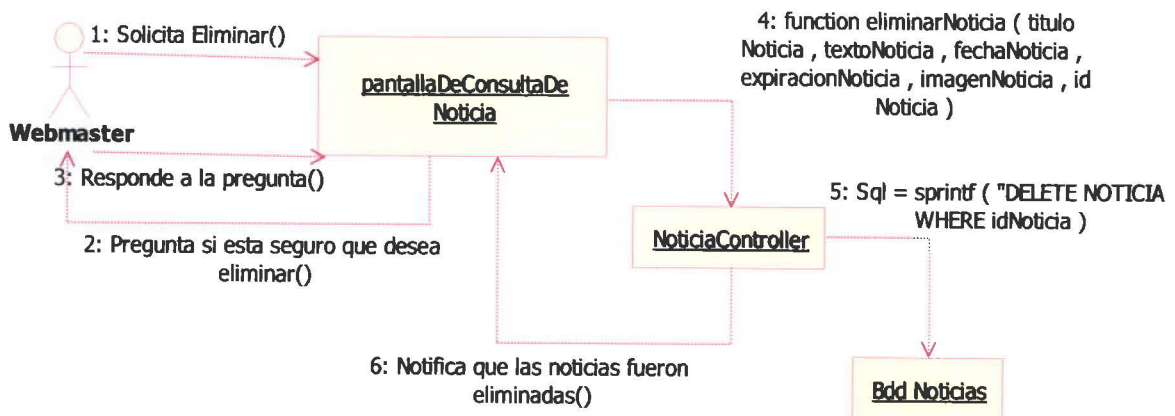 1: Solicita Eliminar()
Webmaster
pantallaDeConsultaDe
Noticia
4: function eliminarNoticia ( titulo
Noticia , textoNoticia , fechaNoticia ,
expiracionNoticia , imagenNoticia , id
Noticia )
3: Responde a la pregunta()
2: Pregunta si esta seguro que desea
eliminar()
NoticiaController
5: Sql = sprintf ( "DELETE NOTICIA
WHERE idNoticia )
6: Notifica que las noticias fueron
eliminadas()
Bdd Noticias